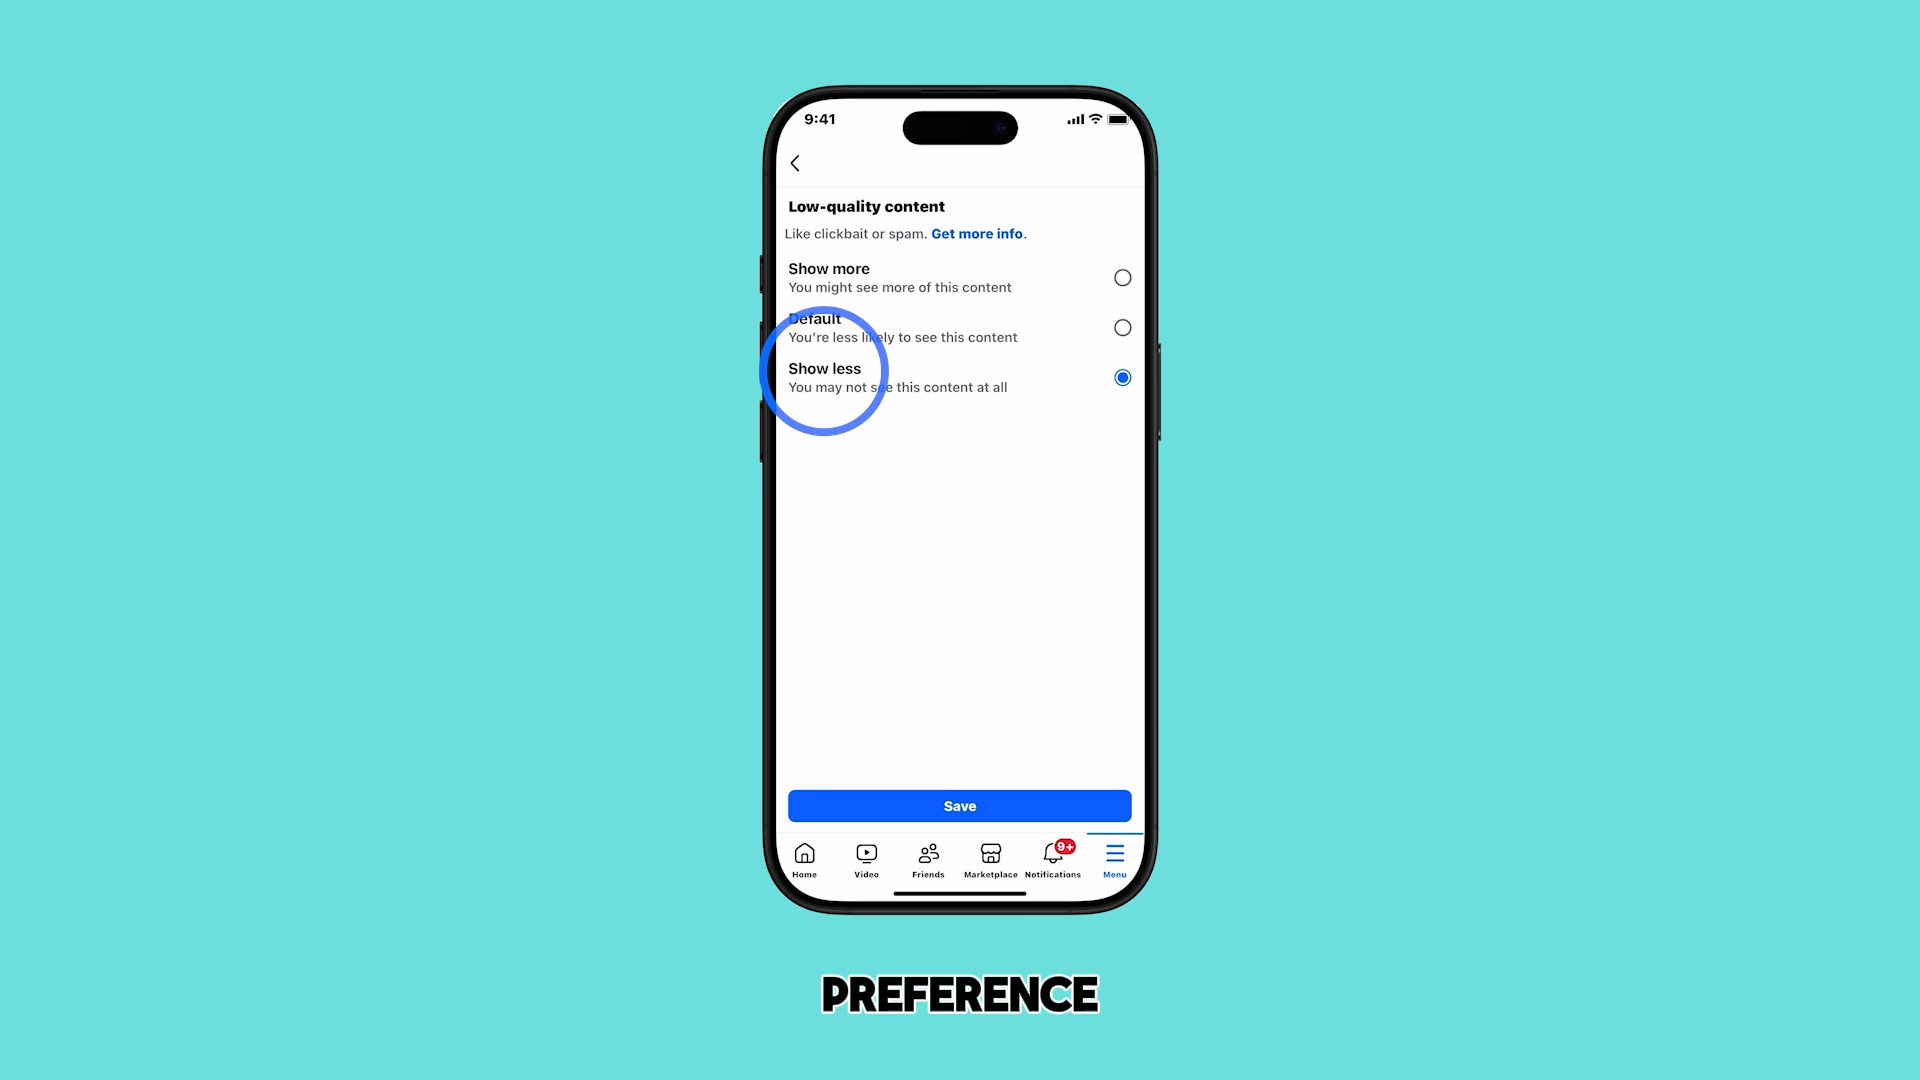 9:41
Low-quality content
Like clickbait or spam. Get more info.
Show more
You might see more of this content
Default
You're less likely to see this content
Show less
You may not see this content at all
Save
9+
Home Video Friends Marketplace Notifications Menu
PREFERENCE